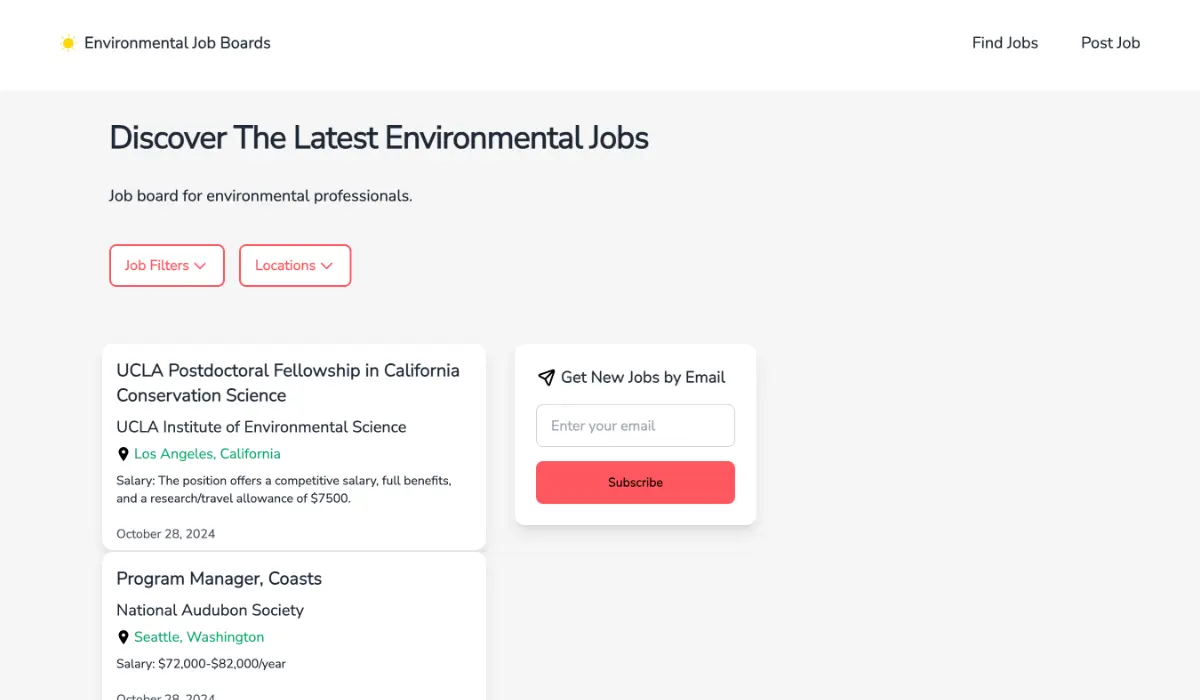 Environmental Job Boards
Find Jobs
Post Job
Discover The Latest Environmental Jobs
Job board for environmental professionals.
Job Filters
Locations
UCLA Postdoctoral Fellowship in California
Conservation Science
UCLA Institute of Environmental Science
Los Angeles, California
Salary: The position offers a competitive salary, full benefits,
and a research/travel allowance of $7500.
October 28, 2024
Get New Jobs by Email
Enter your email
Subscribe
Program Manager, Coasts
National Audubon Society
Seattle, Washington
Salary: $72,000-$82,000/year
October 28, 2024